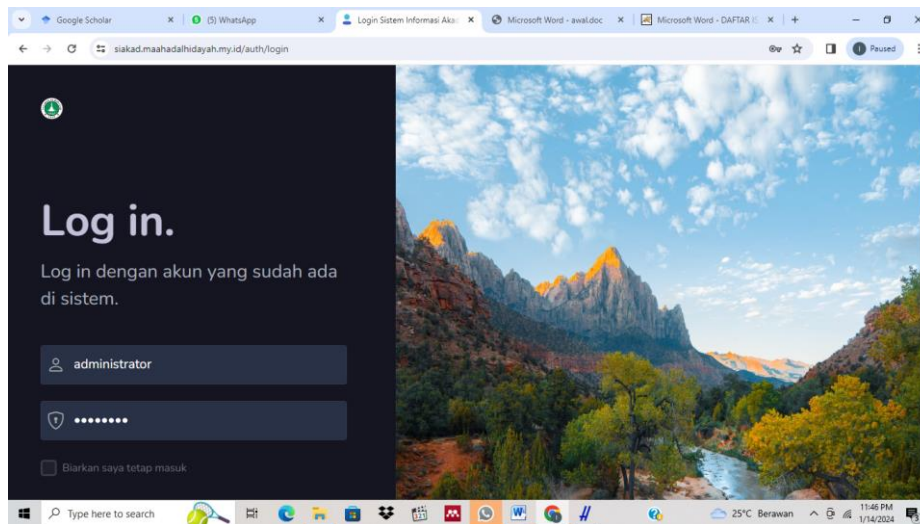 Google Scholar
(5) WhatsApp
Login Sistem Informasi Aka
Microsoft Word - awal.doc
Microsoft Word - DAFTAR
siakad.maahadalhidayah.my.id/auth/login
Paused
Log in.
Log in dengan akun yang sudah ada
di sistem.
administrator
Biarkan saya tetap masuk
Type here to search
25°C Berawan
11:46 PM
1/14/2024